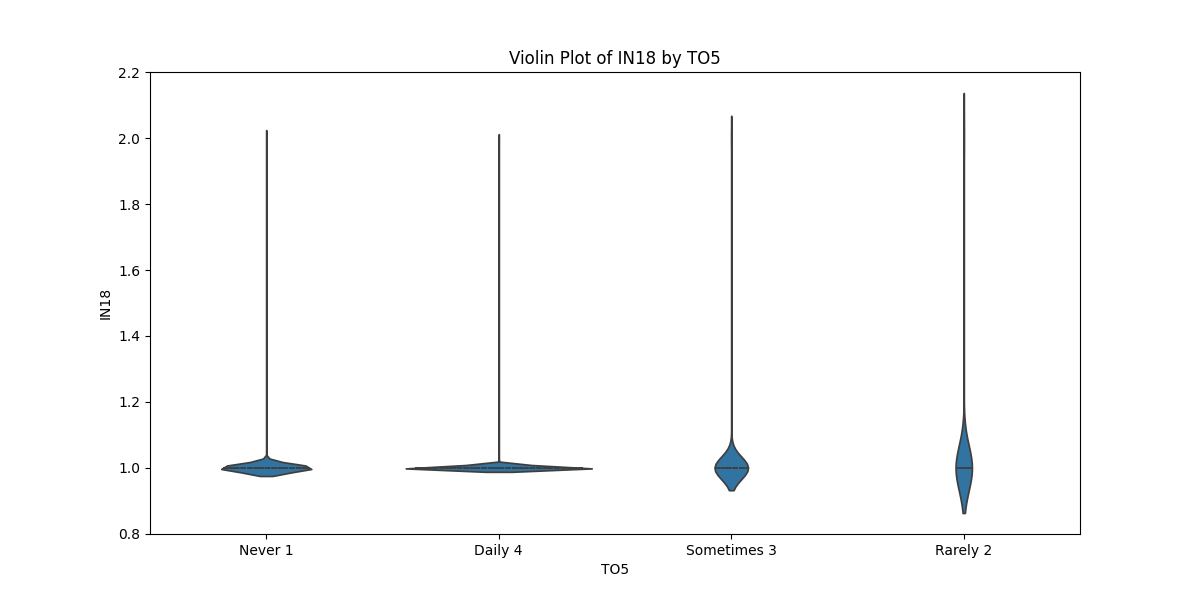 Violin Plot of IN18 by TO5
2.2
2.0
1.8
1.6
1.4
1.2
1.0
0.8
IN18
Never 1
Daily 4
Sometimes 3
Rarely 2
TO5